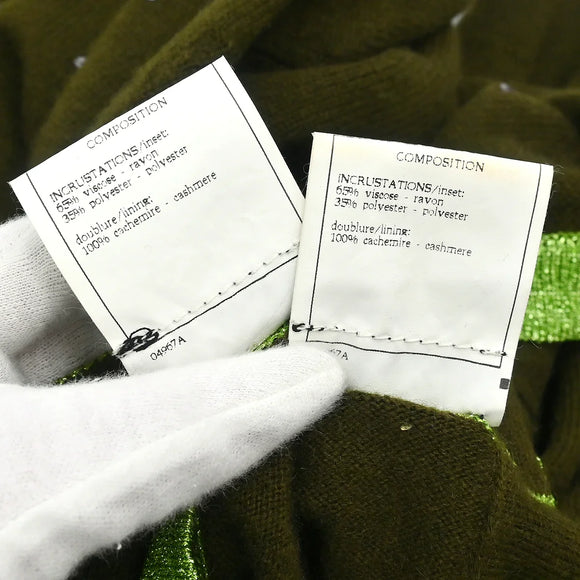 COMPOSITION
INCRUSTATIONS/inset:
65% viscose - rayon
35% polyester - polyester
doublure/lining:
100% cachemire - cashmere
04967A
COMPOSITION
INCRUSTATIONS/inset:
65% viscose - rayon
35% polyester - polyester
doublure/lining:
100% cachemire - cashmere
67A